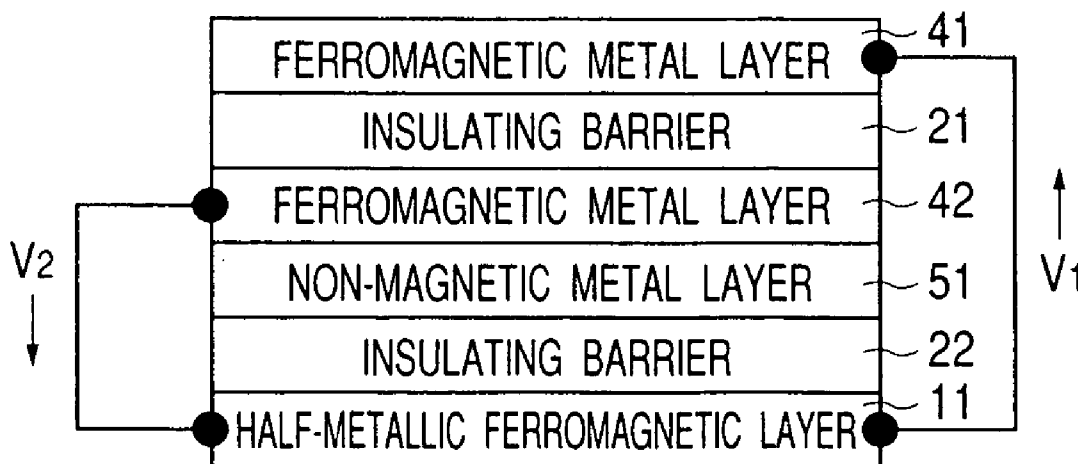 FERROMAGNETIC METAL LAYER 41
INSULATING BARRIER 21
FERROMAGNETIC METAL LAYER 42
V2
V1
NON-MAGNETIC METAL LAYER 51
INSULATING BARRIER 22
HALF-METALLIC FERROMAGNETIC LAYER 11